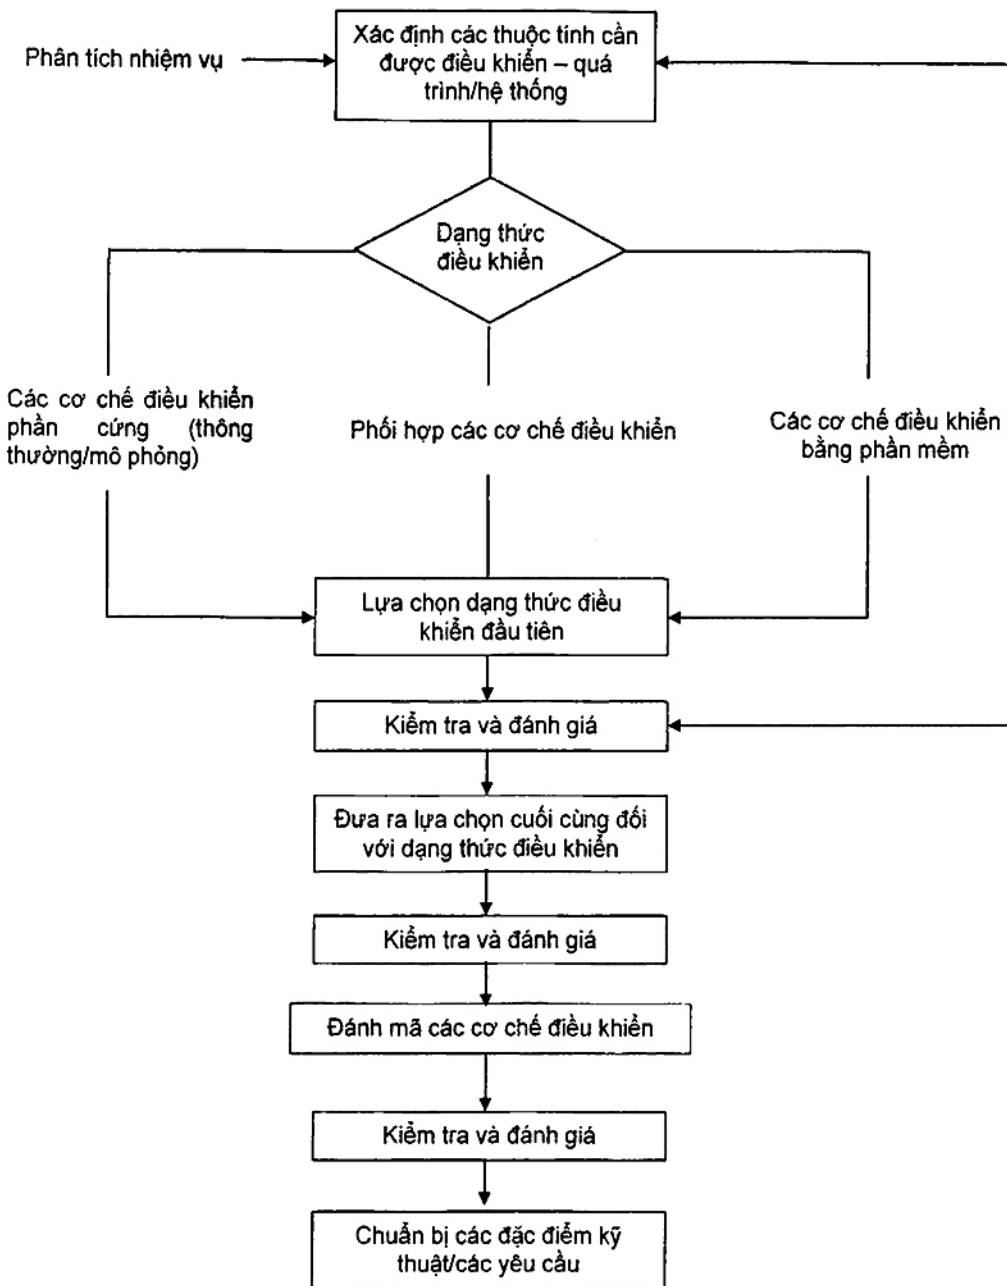 Phân tích nhiệm vụ
Xác định các thuộc tính cần
được điều khiển – quá
trình/hệ thống
Dạng thức
điều khiển
Các cơ chế điều khiển
phần cứng (thông
thường/mô phỏng)
Phối hợp các cơ chế điều khiển
Các cơ chế điều khiển
bằng phần mềm
Lựa chọn dạng thức điều
khiển đầu tiên
Kiểm tra và đánh giá
Đưa ra lựa chọn cuối cùng đối
với dạng thức điều khiển
Kiểm tra và đánh giá
Đánh mã các cơ chế điều khiển
Kiểm tra và đánh giá
Chuẩn bị các đặc điểm kỹ
thuật/các yêu cầu